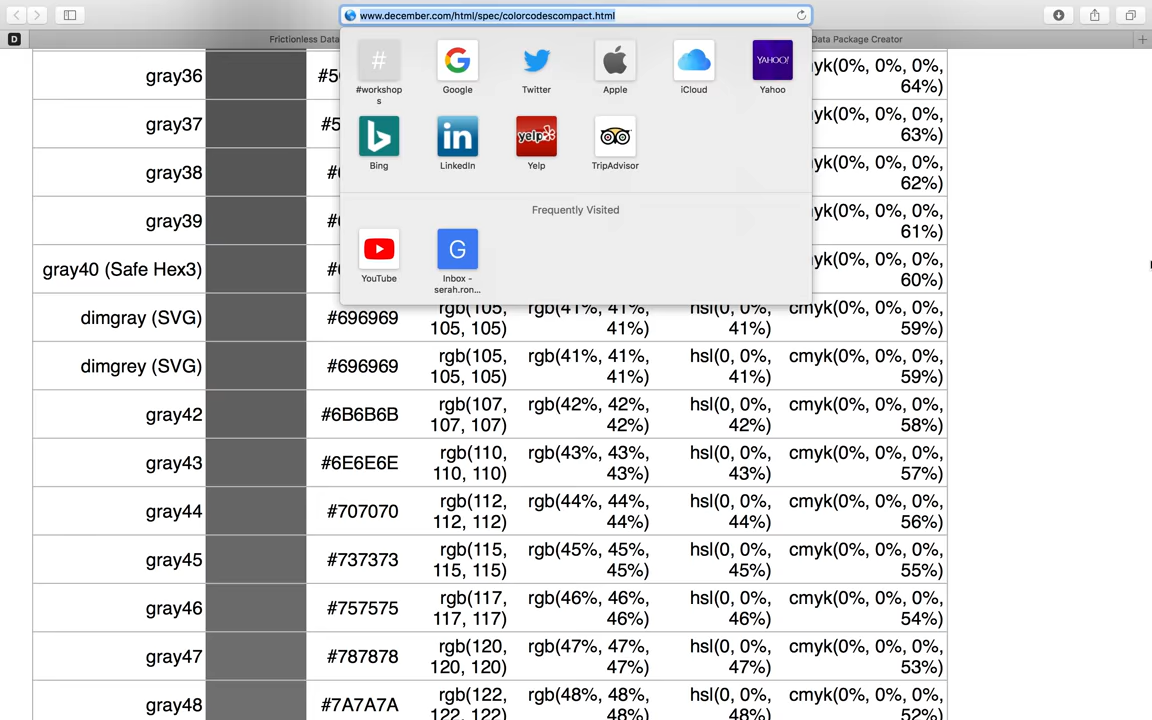 www.december.com/html/spec/colorcodescompact.html
D
Frictionless Data
Data Package Creator
#
#workshop
s
Google
Twitter
Apple
iCloud
YAHOO!
Yahoo
Bing
in
LinkedIn
yelp
Yelp
TripAdvisor
Frequently Visited
YouTube
G
Inbox -
serah.ron...
gray36
#5
yk(0%, 0%, 0%,
64%)
gray37
#5
yk(0%, 0%, 0%,
63%)
gray38
yk(0%, 0%, 0%,
62%)
gray39
yk(0%, 0%, 0%,
61%)
gray40 (Safe Hex3)
yk(0%, 0%, 0%,
60%)
dimgray (SVG)
#696969
rgb(105,
105, 105)
rgb(41%, 41%,
41%)
hsl(0, 0%,
41%)
cmyk(0%, 0%, 0%,
59%)
dimgrey (SVG)
#696969
rgb(105,
105, 105)
rgb(41%, 41%,
41%)
hsl(0, 0%,
41%)
cmyk(0%, 0%, 0%,
59%)
gray42
#6B6B6B
rgb(107,
107, 107)
rgb(42%, 42%,
42%)
hsl(0, 0%,
42%)
cmyk(0%, 0%, 0%,
58%)
gray43
#6E6E6E
rgb(110,
110, 110)
rgb(43%, 43%,
43%)
hsl(0, 0%,
43%)
cmyk(0%, 0%, 0%,
57%)
gray44
#707070
rgb(112,
112, 112)
rgb(44%, 44%,
44%)
hsl(0, 0%,
44%)
cmyk(0%, 0%, 0%,
56%)
gray45
#737373
rgb(115,
115, 115)
rgb(45%, 45%,
45%)
hsl(0, 0%,
45%)
cmyk(0%, 0%, 0%,
55%)
gray46
#757575
rgb(117,
117, 117)
rgb(46%, 46%,
46%)
hsl(0, 0%,
46%)
cmyk(0%, 0%, 0%,
54%)
gray47
#787878
rgb(120,
120, 120)
rgb(47%, 47%,
47%)
hsl(0, 0%,
47%)
cmyk(0%, 0%, 0%,
53%)
gray48
#7A7A7A
rgb(122,
122, 122)
rgb(48%, 48%,
48%)
hsl(0, 0%,
48%)
cmyk(0%, 0%, 0%,
52%)